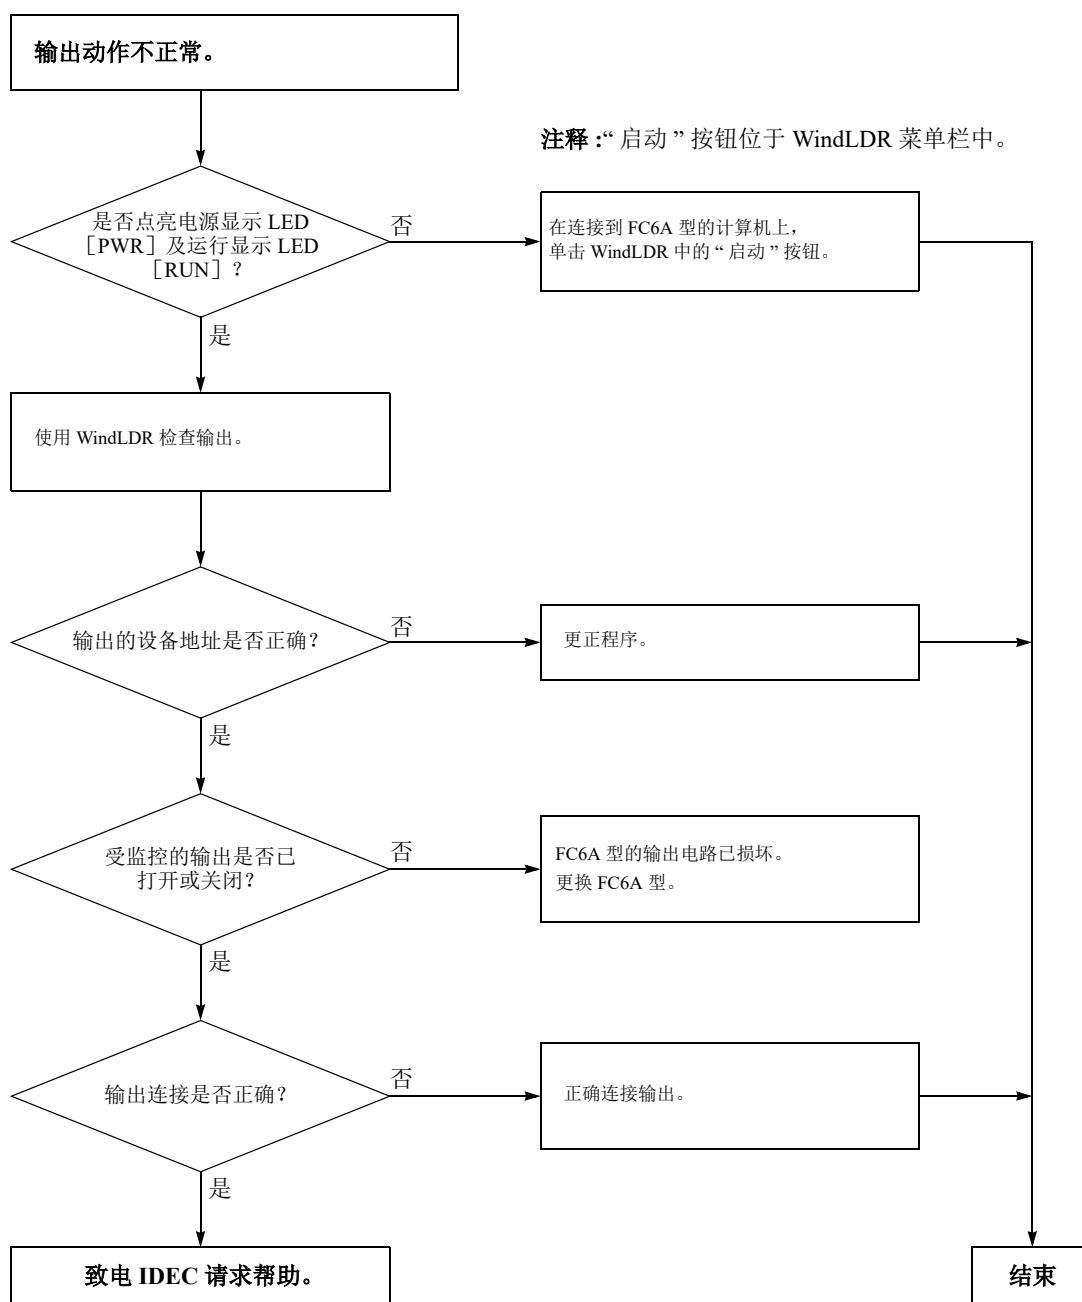 输出动作不正常。
注释 :“ 启动 ” 按钮位于 WindLDR 菜单栏中。
是否点亮电源显示 LED
［PWR］及运行显示 LED
［RUN］?
否
在连接到 FC6A 型的计算机上，
单击 WindLDR 中的 “ 启动 ” 按钮。
是
使用 WindLDR 检查输出。
输出的设备地址是否正确？
否
更正程序。
是
受监控的输出是否已
打开或关闭？
否
FC6A 型的输出电路已损坏。
更换 FC6A 型。
是
输出连接是否正确？
否
正确连接输出。
是
致电 IDEC 请求帮助。
结束